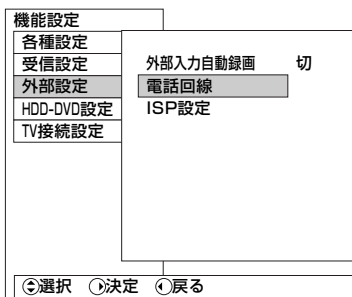 機能設定
各種設定
受信設定
外部設定
HDD-DVD設定
TV接続設定
外部入力自動録画 切
電話回線
ISP設定
選択 決定 戻る